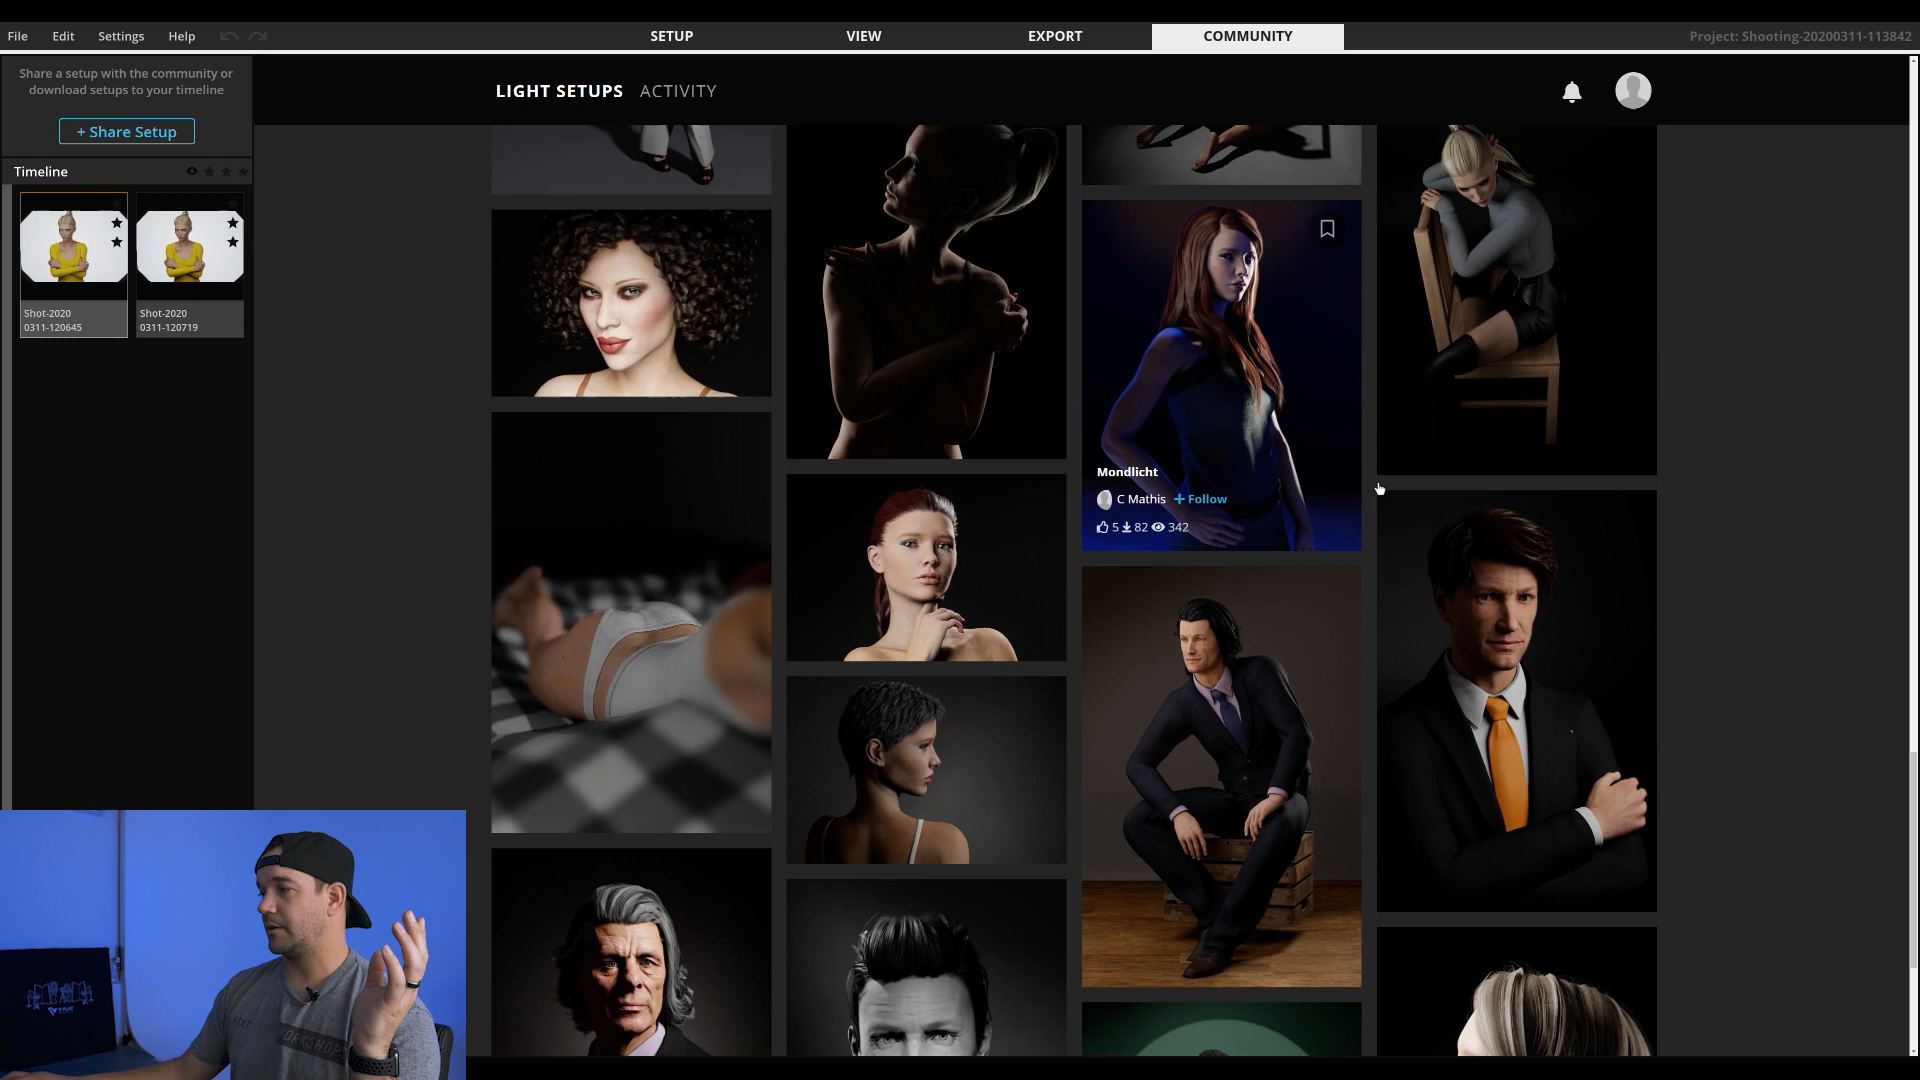 File Edit Settings Help
SETUP VIEW EXPORT COMMUNITY
Project: Shooting-20200311-113842
Share a setup with the community or
download setups to your timeline
+ Share Setup
LIGHT SETUPS ACTIVITY
Timeline
Shot-2020
0311-120645
Shot-2020
0311-120719
Mondlicht
C Mathis + Follow
5 82 342